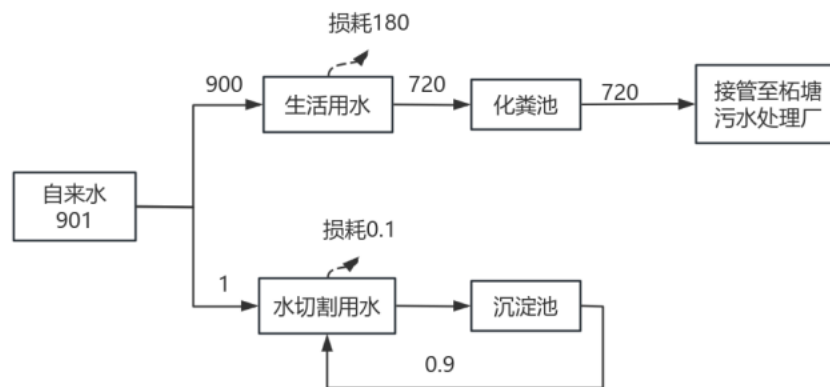 损耗180
900
生活用水
720
化粪池
720
接管至柘塘
污水处理厂
自来水
901
损耗0.1
1
水切割用水
沉淀池
0.9